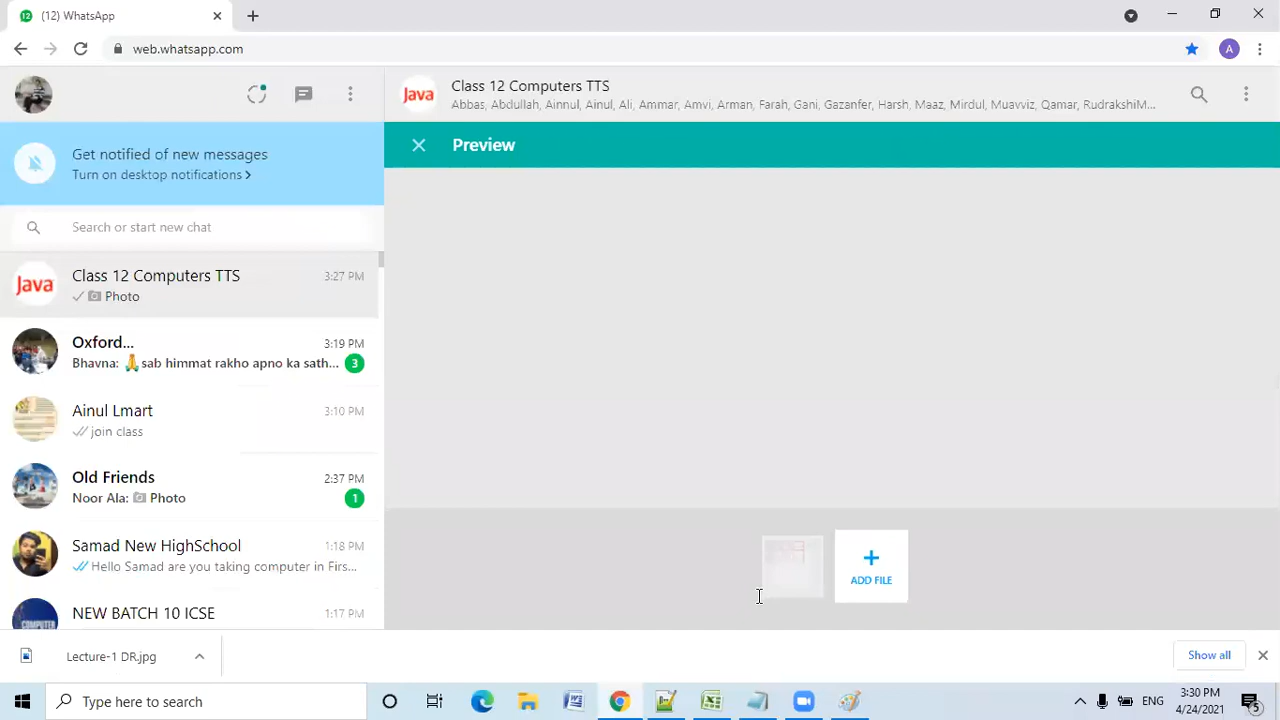 (12) WhatsApp
web.whatsapp.com
A
Get notified of new messages
Turn on desktop notifications >
Search or start new chat
Java
Class 12 Computers TTS
3:27 PM
Photo
Oxford...
3:19 PM
Bhavna: 🙏sab himmat rakho apno ka sath...
3
Ainul Lmart
3:10 PM
join class
Old Friends
2:37 PM
Noor Ala: Photo
1
Samad New HighSchool
1:18 PM
Hello Samad are you taking computer in Firs...
NEW BATCH 10 ICSE
1:17 PM
COMPUTER
Java
Class 12 Computers TTS
Abbas, Abdullah, Ainnul, Ainul, Ali, Ammar, Amvi, Arman, Farah, Gani, Gazanfer, Harsh, Maaz, Mirdul, Muavviz, Qamar, RudrakshiM...
Preview
ADD FILE
Lecture-1 DR.jpg
Show all
Type here to search
ENG
3:30 PM
4/24/2021
5